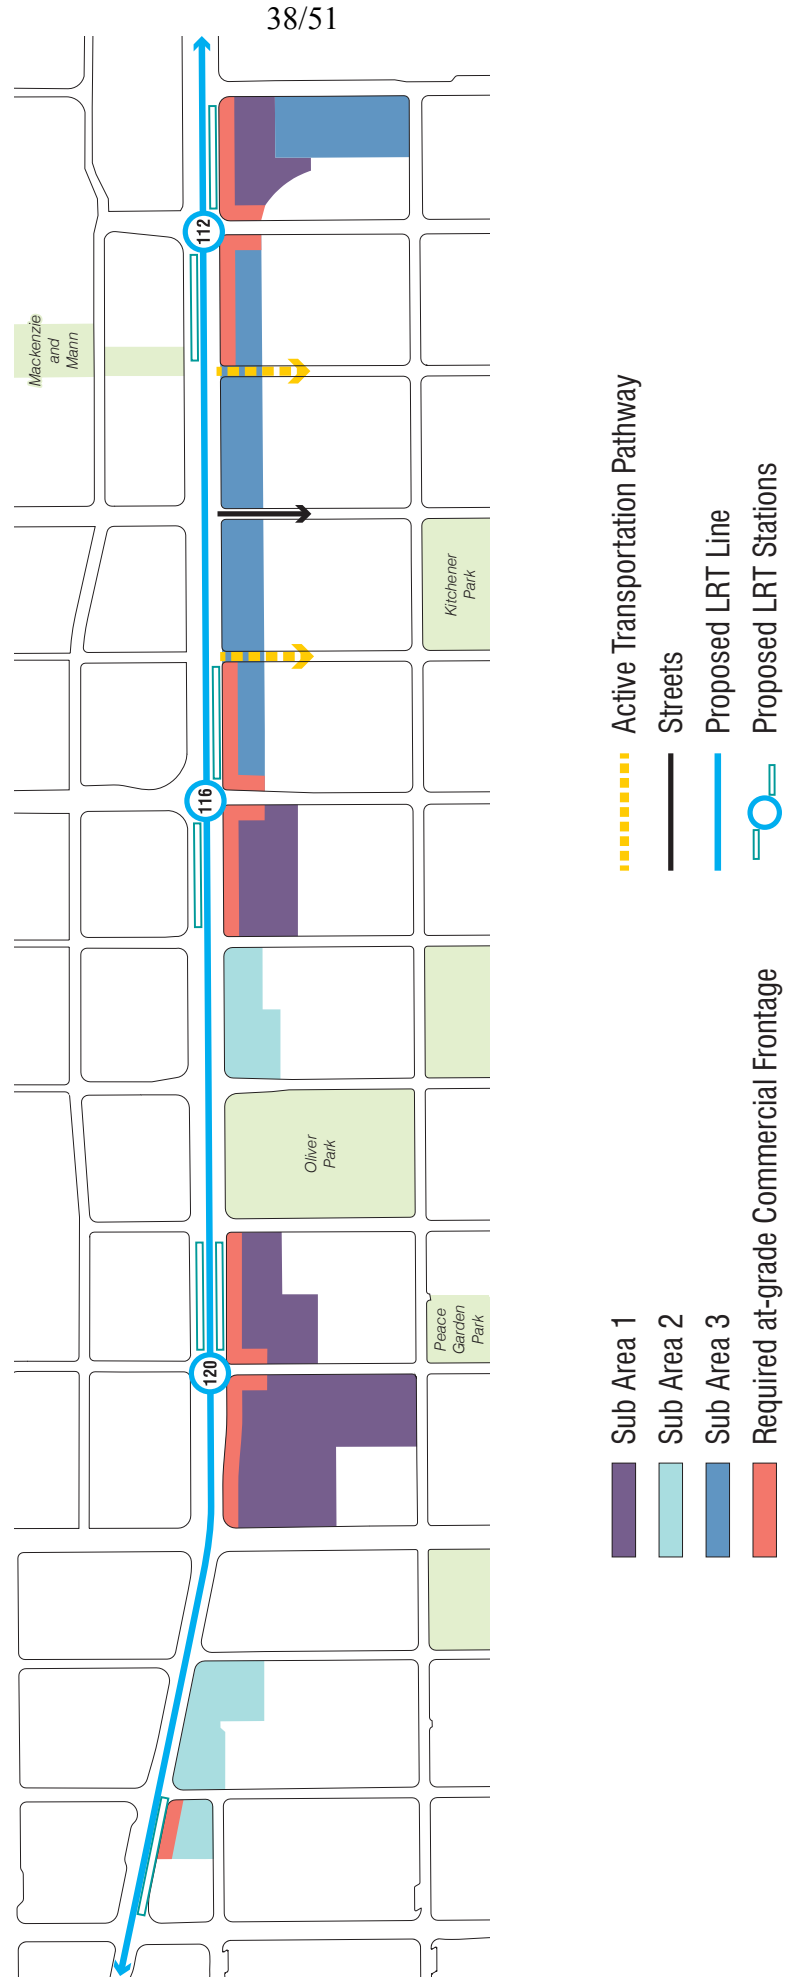 38/51
112
Mackenzie
and
Mann
Kitchener
Park
116
Oliver
Park
Peace
Garden
Park
120
Active Transportation Pathway
Streets
Proposed LRT Line
Proposed LRT Stations
Sub Area 1
Sub Area 2
Sub Area 3
Required at-grade Commercial Frontage